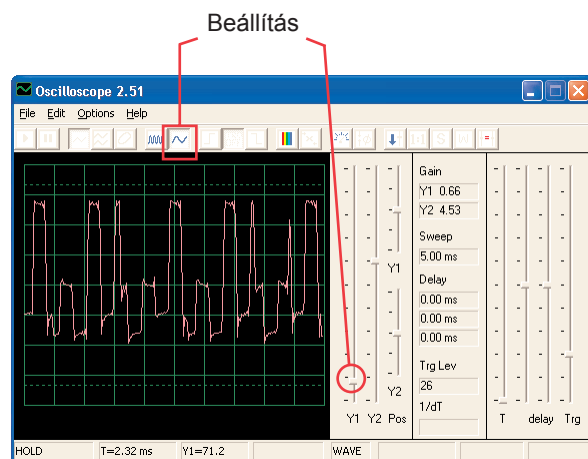 Beállítás
Oscilloscope 2.51
File Edit Options Help
Gain
Y1 0.66
Y2 4.53
Sweep
5.00 ms
Delay
0.00 ms
0.00 ms
0.00 ms
Trg Lev
26
1/dT
Y1
Y2
Y1 Y2 Pos
T delay Trg
HOLD T=2.32 ms Y1=71.2 WAVE